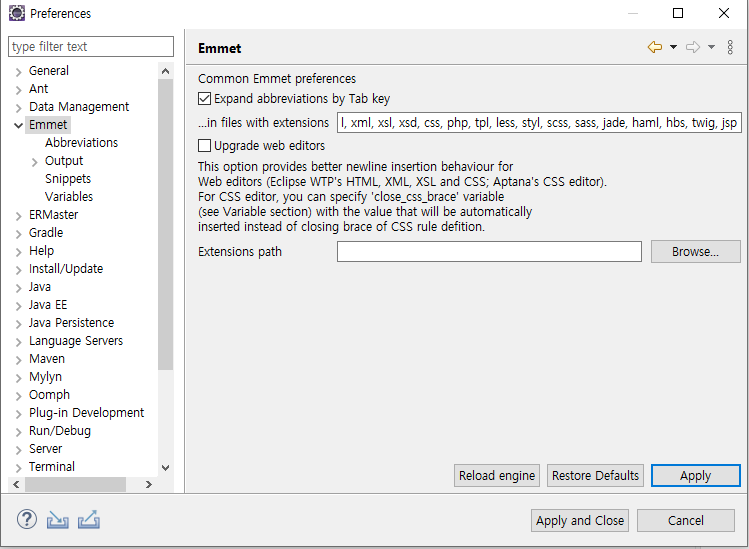 Preferences
type filter text
General
Ant
Data Management
Emmet
Abbreviations
Output
Snippets
Variables
ERMaster
Gradle
Help
Install/Update
Java
Java EE
Java Persistence
Language Servers
Maven
Mylyn
Oomph
Plug-in Development
Run/Debug
Server
Terminal
Emmet
Common Emmet preferences
Expand abbreviations by Tab key
...in files with extensions
l, xml, xsl, xsd, css, php, tpl, less, styl, scss, sass, jade, haml, hbs, twig, jsp
Upgrade web editors
This option provides better newline insertion behaviour for
Web editors (Eclipse WTP's HTML, XML, XSL and CSS; Aptana's CSS editor).
For CSS editor, you can specify 'close_css_brace' variable
(see Variable section) with the value that will be automatically
inserted instead of closing brace of CSS rule defition.
Extensions path
Browse...
Reload engine
Restore Defaults
Apply
Apply and Close
Cancel